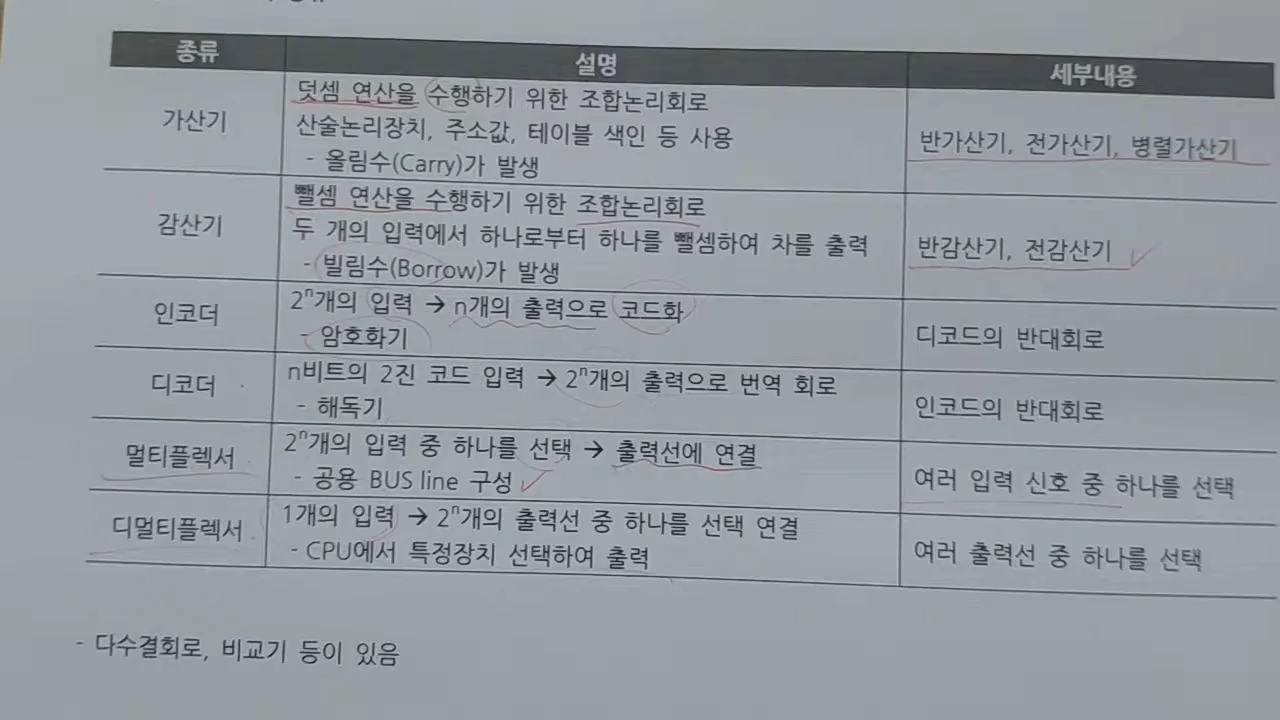 종류 설명 세부내용
가산기
덧셈 연산을 수행하기 위한 조합논리회로
산술논리장치, 주소값, 테이블 색인 등 사용
- 올림수(Carry)가 발생
반가산기, 전가산기, 병렬가산기
감산기
뺄셈 연산을 수행하기 위한 조합논리회로
두 개의 입력에서 하나로부터 하나를 뺄셈하여 차를 출력
- 빌림수(Borrow)가 발생
반감산기, 전감산기
인코더
2ⁿ개의 입력 → n개의 출력으로 코드화
- 암호화기
디코드의 반대회로
디코더
n비트의 2진 코드 입력 → 2ⁿ개의 출력으로 번역 회로
- 해독기
인코드의 반대회로
멀티플렉서
2ⁿ개의 입력 중 하나를 선택 → 출력선에 연결
- 공용 BUS line 구성
여러 입력 신호 중 하나를 선택
디멀티플렉서
1개의 입력 → 2ⁿ개의 출력선 중 하나를 선택 연결
- CPU에서 특정장치 선택하여 출력
여러 출력선 중 하나를 선택
- 다수결회로, 비교기 등이 있음